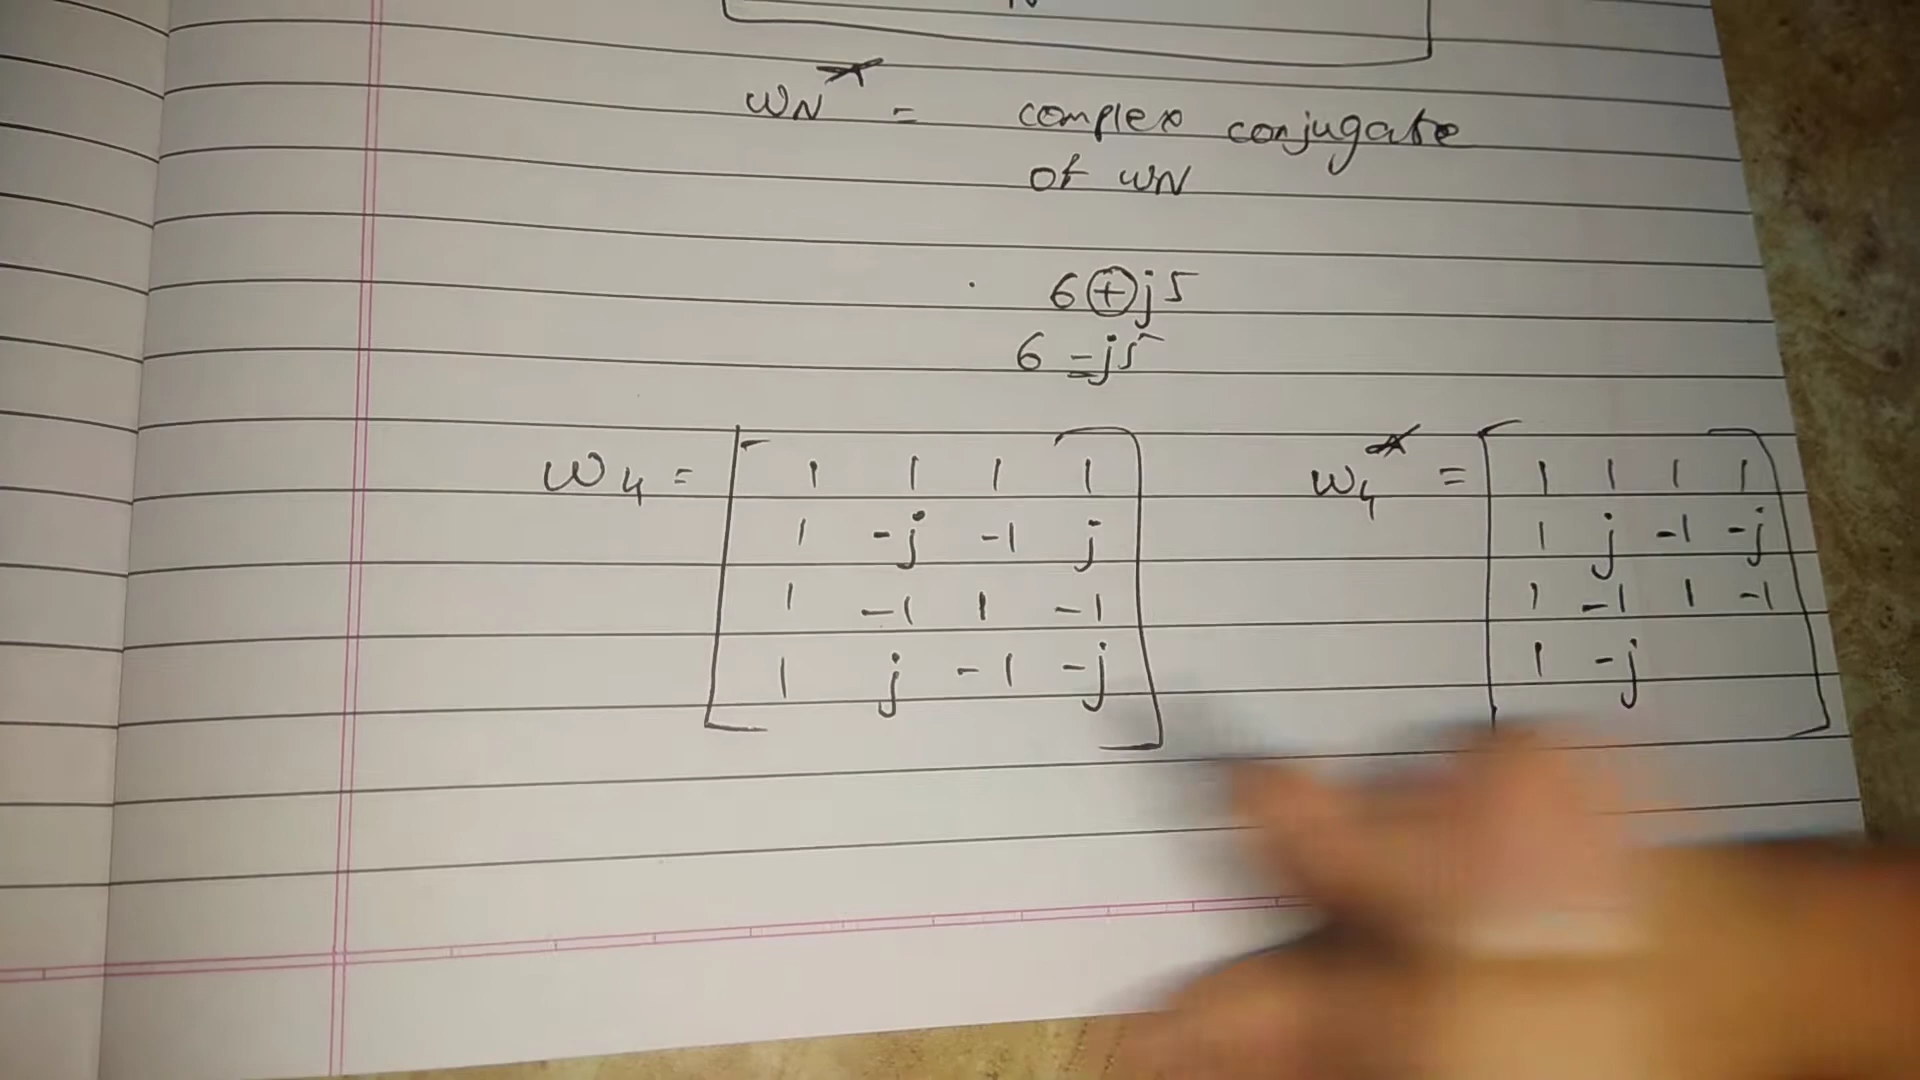 WN* = complex conjugate
of WN
6+j5
6-j5
W4 = [ 1 1 1 1 W4* = [ 1 1 1 1
1 -j -1 j 1 j -1 -j
1 -1 1 -1 1 -1 1 -1
1 j -1 -j ] 1 -j ]